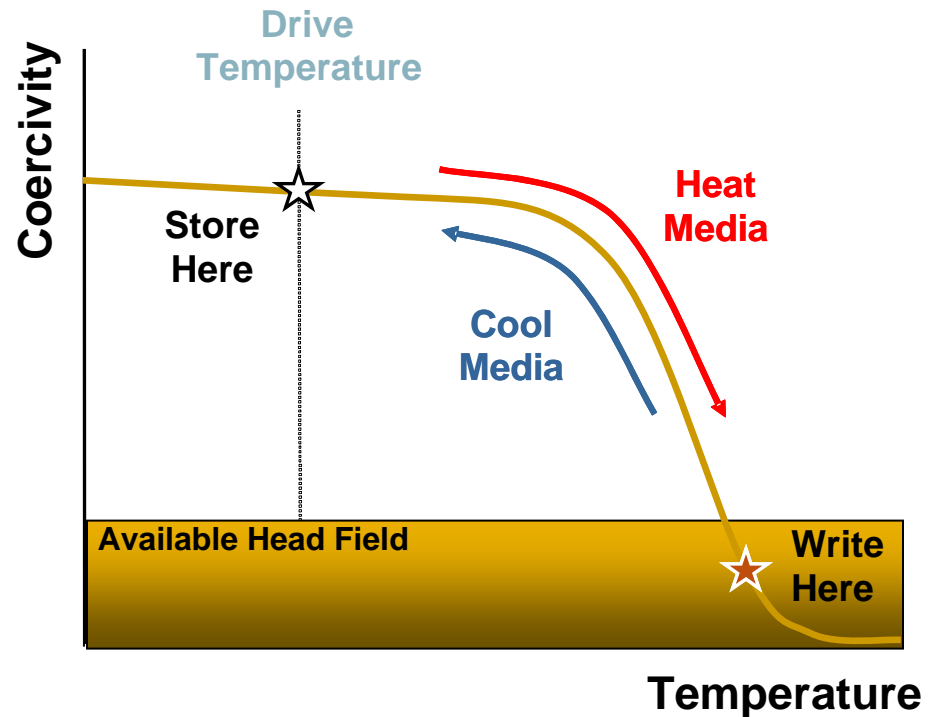 Drive
Temperature
Coercivity
Heat
Media
Store
Here
Cool
Media
Available Head Field
Write
Here
Temperature